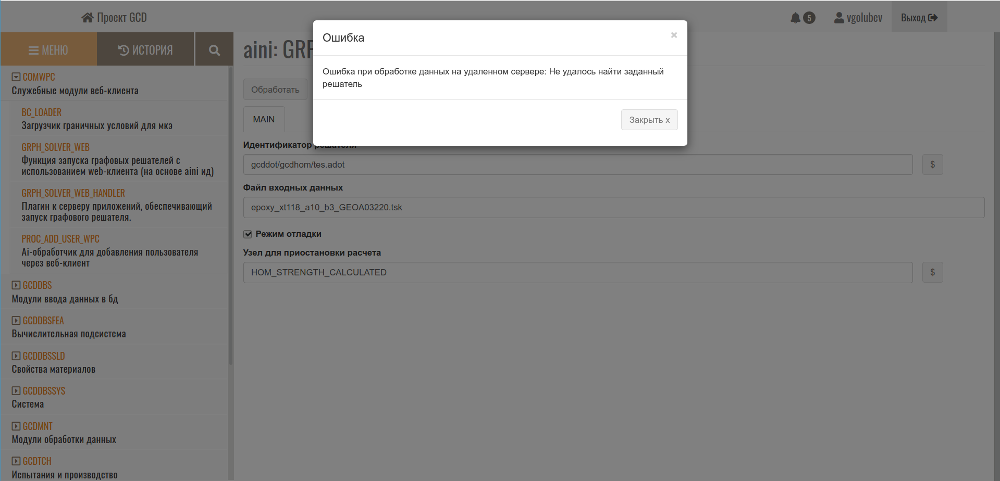 Проект GCD
5
vgolubev
Выход
МЕНЮ
ИСТОРИЯ
COMWPC
Служебные модули веб-клиента
BC_LOADER
Загрузчик граничных условий для мкэ
GRPH_SOLVER_WEB
Функция запуска графовых решателей с
использованием web-клиента (на основе aini ид)
GRPH_SOLVER_WEB_HANDLER
Плагин к серверу приложений, обеспечивающий
запуск графового решателя.
PROC_ADD_USER_WPC
Ai-обработчик для добавления пользователя
через веб-клиент
GCDDBS
Модули ввода данных в бд
GCDDBSFEA
Вычислительная подсистема
GCDDBSSLD
Свойства материалов
GCDDBSSYS
Система
GCDMNT
Модули обработки данных
GCDTCH
Испытания и производство
aini: GRP
Ошибка
×
Ошибка при обработке данных на удаленном сервере: Не удалось найти заданный
решатель
Закрыть x
Обработать
MAIN
Идентификатор решателя
gcddot/gcdhom/tes.adot
$
Файл входных данных
epoxy_xt118_a10_b3_GEOA03220.tsk
Режим отладки
Узел для приостановки расчета
HOM_STRENGTH_CALCULATED
$